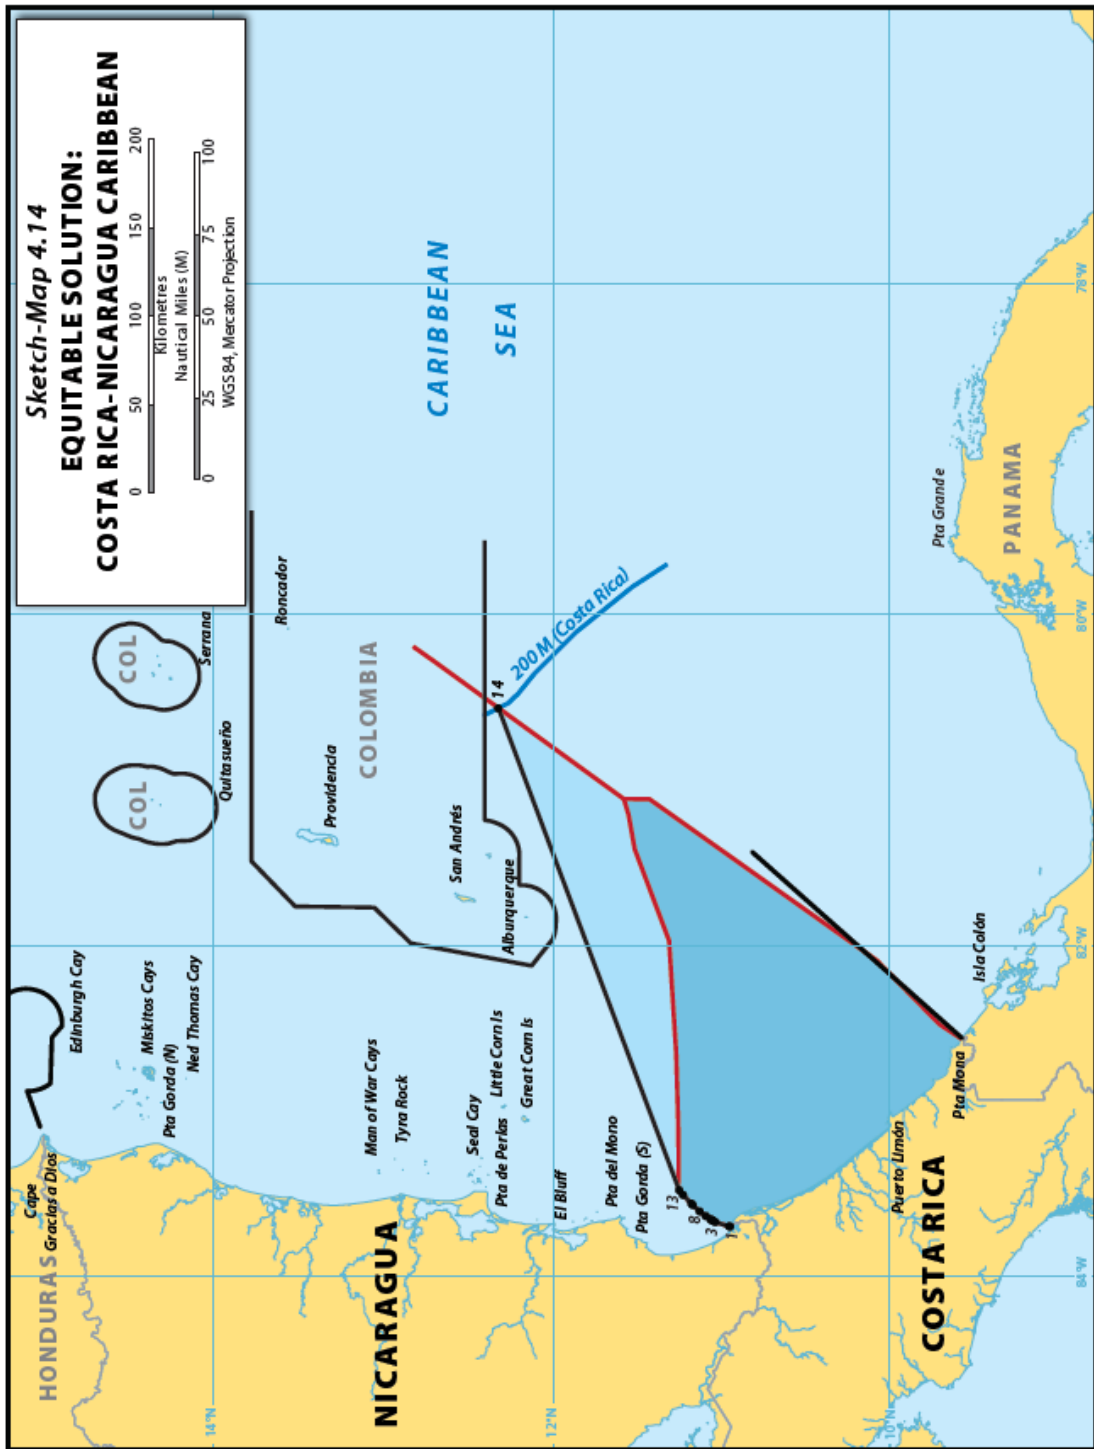 Sketch-Map 4.14
EQUITABLE SOLUTION:
COSTA RICA-NICARAGUA CARIBBEAN
0 50 100 150 200
Kilometres
Nautical Miles (M)
0 25 50 75 100
WGS84, Mercator Projection
HONDURAS
Cape
Gracias a Dios
Edinburgh Cay
Miskitos Cays
Pta Gorda (N)
Ned Thomas Cay
COL
COL
Serrana
Quitasueño
14°N
Roncador
Providencia
COLOMBIA
NICARAGUA
Man of War Cays
Tyra Rock
San Andrés
Alburquerque
CARIBBEAN
SEA
Seal Cay
Pta de Perlas
Little Corn Is
Great Corn Is
El Bluff
12°N
14
200 M (Costa Rica)
Pta del Mono
Pta Gorda (S)
13
8
3
1
10°N
Puerto Limón
COSTA RICA
Pta Mona
Isla Colón
Pta Grande
PANAMA
84°W
82°W
80°W
78°W